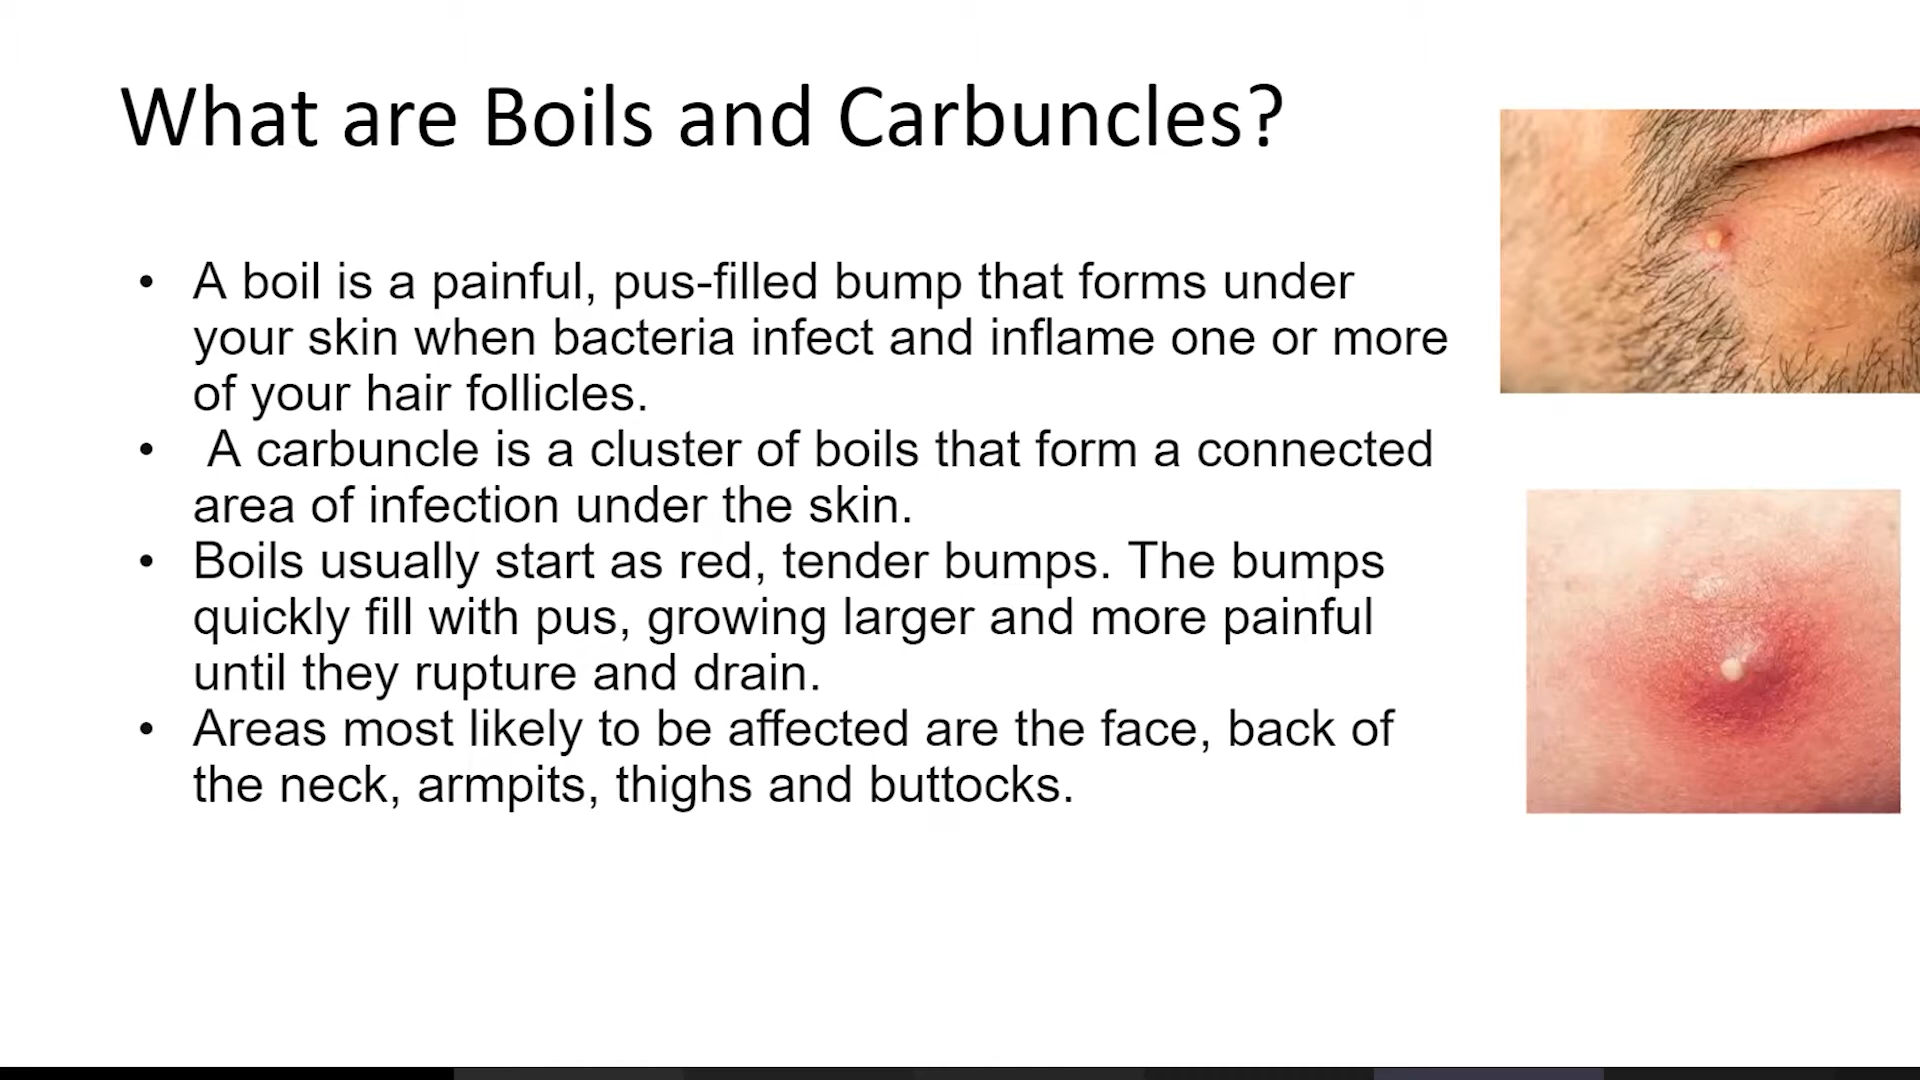 What are Boils and Carbuncles?
• A boil is a painful, pus-filled bump that forms under
your skin when bacteria infect and inflame one or more
of your hair follicles.
• A carbuncle is a cluster of boils that form a connected
area of infection under the skin.
• Boils usually start as red, tender bumps. The bumps
quickly fill with pus, growing larger and more painful
until they rupture and drain.
• Areas most likely to be affected are the face, back of
the neck, armpits, thighs and buttocks.